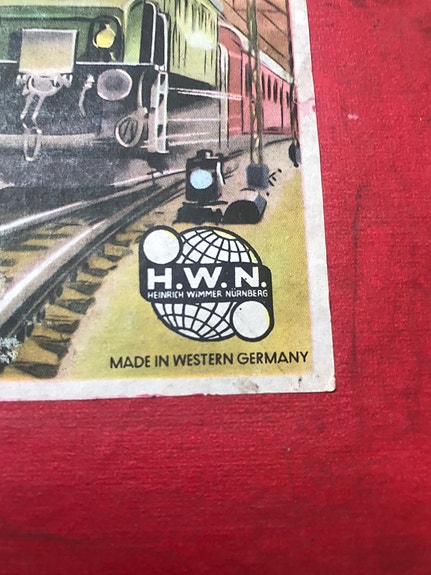 H.W.N.
HEINRICH WIMMER NÜRNBERG
MADE IN WESTERN GERMANY